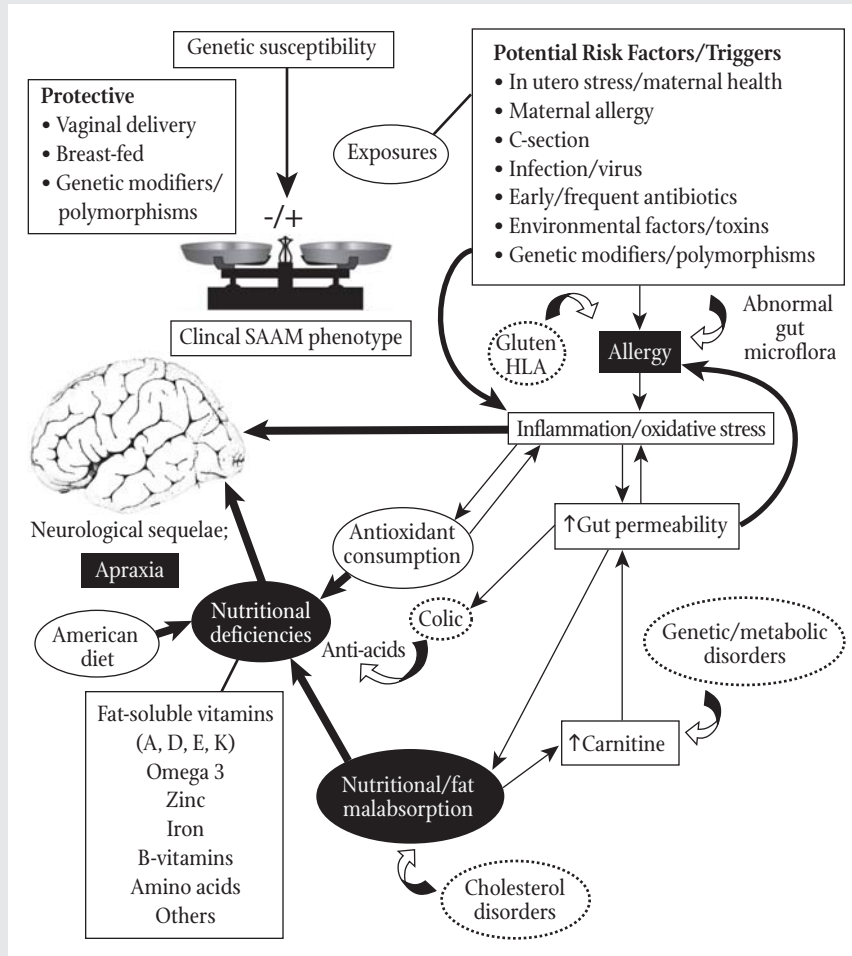 Genetic susceptibility
Protective
• Vaginal delivery
• Breast-fed
• Genetic modifiers/
polymorphisms
-/+
Clincal SAAM phenotype
Exposures
Potential Risk Factors/Triggers
• In utero stress/maternal health
• Maternal allergy
• C-section
• Infection/virus
• Early/frequent antibiotics
• Environmental factors/toxins
• Genetic modifiers/polymorphisms
Gluten
HLA
Allergy
Abnormal
gut
microflora
Inflammation/oxidative stress
Neurological sequelae;
Apraxia
Antioxidant
consumption
↑Gut permeability
American
diet
Nutritional
deficiencies
Anti-acids
Colic
Genetic/metabolic
disorders
Fat-soluble vitamins
(A, D, E, K)
Omega 3
Zinc
Iron
B-vitamins
Amino acids
Others
Nutritional/fat
malabsorption
↑Carnitine
Cholesterol
disorders